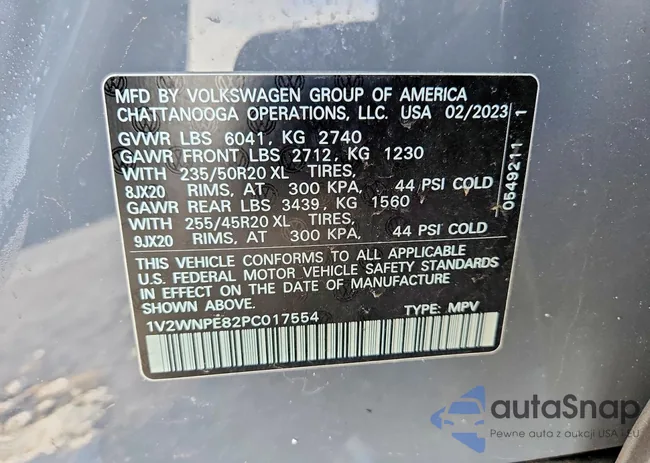 MFD BY VOLKSWAGEN GROUP OF AMERICA
CHATTANOOGA OPERATIONS, LLC. USA 02/2023
GVWR LBS 6041, KG 2740
GAWR FRONT LBS 2712, KG 1230
WITH 235/50R20 XL TIRES,
8JX20 RIMS, AT 300 KPA, 44 PSI COLD
GAWR REAR LBS 3439, KG 1560
WITH 255/45R20 XL TIRES,
9JX20 RIMS, AT 300 KPA, 44 PSI COLD
THIS VEHICLE CONFORMS TO ALL APPLICABLE
U.S. FEDERAL MOTOR VEHICLE SAFETY STANDARDS
IN EFFECT ON THE DATE OF MANUFACTURE
SHOWN ABOVE.
1V2WNPE82PC017554 TYPE: MPV
0549211 1
autaSnap
Pewne auta z aukcji USA i EU